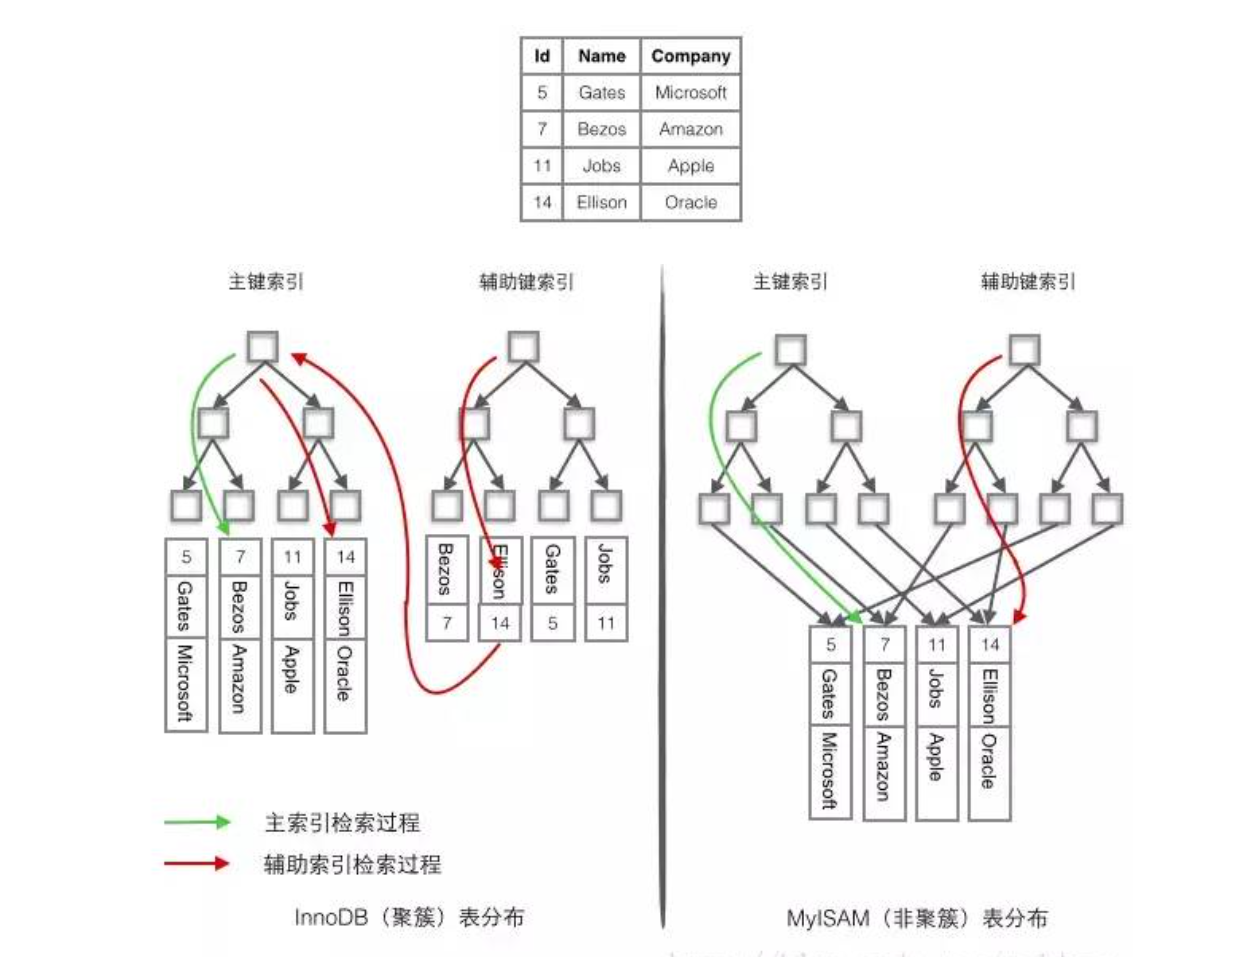 Id Name Company
5 Gates Microsoft
7 Bezos Amazon
11 Jobs Apple
14 Ellison Oracle
主键索引 辅助键索引
5 7 11 14
Gates Bezos Jobs Ellison
Microsoft Amazon Apple Oracle
Bezos Ellison Gates Jobs
7 14 5 11
主索引检索过程
辅助索引检索过程
InnoDB（聚簇）表分布
主键索引 辅助键索引
5 7 11 14
Gates Bezos Jobs Ellison
Microsoft Amazon Apple Oracle
MyISAM（非聚簇）表分布